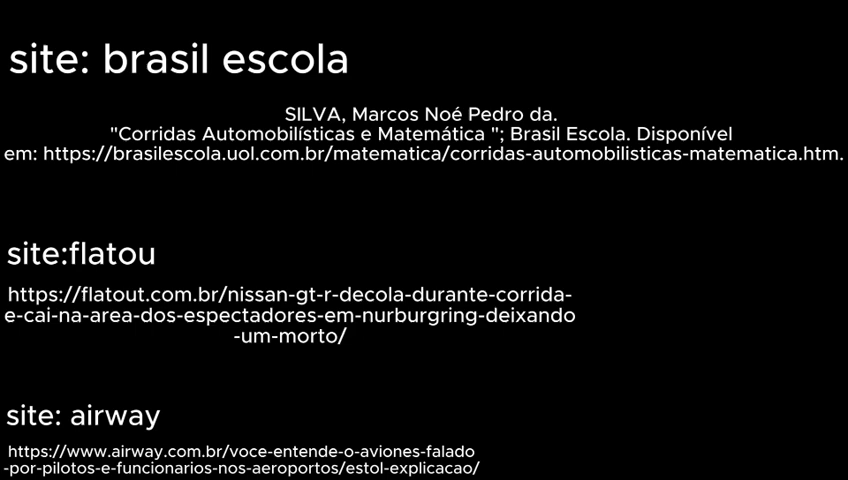 site: brasil escola
SILVA, Marcos Noé Pedro da.
"Corridas Automobilísticas e Matemática "; Brasil Escola. Disponível
em: https://brasilescola.uol.com.br/matematica/corridas-automobilisticas-matematica.htm.
site:flatou
https://flatout.com.br/nissan-gt-r-decola-durante-corrida-
e-cai-na-area-dos-espectadores-em-nurburgring-deixando
-um-morto/
site: airway
https://www.airway.com.br/voce-entende-o-aviones-falado
-por-pilotos-e-funcionarios-nos-aeroportos/estol-explicacao/